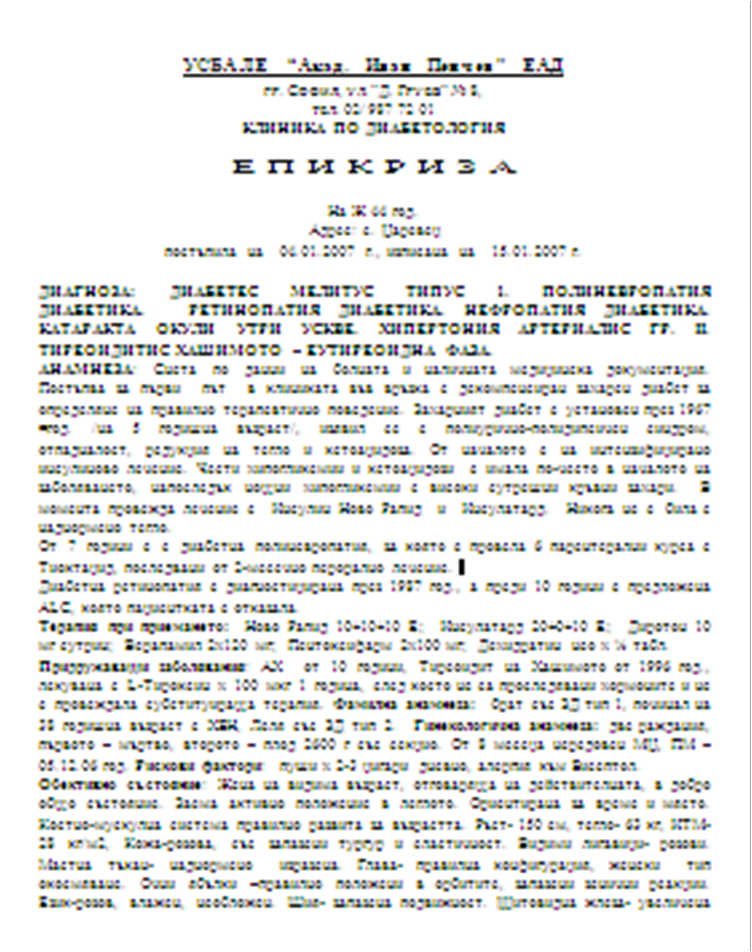 УСБАЛЕ "Акад. Иван Пенчев" ЕАД
гр. София, ул "Д. Груев" № 8,
тел. 02/ 987 72 01
КЛИНИКА ПО ДИАБЕТОЛОГИЯ
ЕПИКРИЗА
На Ж год.
Адрес: с. Царевец
постъпила на 04.01.2007 г., изписана на 15.01.2007 г.
ДИАГНОЗА: ДИАБЕТЕС МЕЛИТУС ТИПУС 1. ПОЛИНЕВРОПАТИЯ
ДИАБЕТИКА. РЕТИНОПАТИЯ ДИАБЕТИКА. НЕФРОПАТИЯ ДИАБЕТИКА.
КАТАРАКТА ОКУЛИ УТРИ УСКВЕ. ХИПЕРТОНИЯ АРТЕРИАЛИС ГР. II.
ТИРЕОИДИТИС ХАШИМОТО – ЕУТИРЕОИДНА ФАЗА.
АНАМНЕЗА: Снета по данни на болната и наличната медицинска документация.
Постъпва за първи път в клиниката във връзка с декомпенсиран захарен диабет за
определяне на правилно терапевтично поведение. Захарният диабет е установен през
год. /на 5 годишна възраст/, изявил се с полиурично-полидипсичен синдром,
отпадналост, редукция на тегло и кетоацидоза. От началото е на интензифицирано
инсулиново лечение. Чести хипогликемии и кетоацидози е имала по-често в началото на
заболяването, напоследък нощни хипогликемии с високи сутрешни кръвни захари. В
момента провежда лечение с Инсулин Ново Рапид и Инсулатард. Никога не е била с
наднормено тегло.
От 7 години е с диабетна полиневропатия, за която е провела 6 парентерални курса с
Тиоктацид, последвани от 2-месечно перорално лечение.
Диабетна ретинопатия е диагностицирана през 1997 год., а преди 10 години е предложена
ALC, която пациентката е отказала.
Терапия при приемането: Ново Рапид 10+10+10 Е; Инсулатард 20+0+10 Е; Диротон 10
мг сутрин; Верапамил 2х120 мг; Пентоксифарм 2х100 мг; Дехидратин нео х ½ табл.
Придружаващи заболявания: АХ от 10 години, Тиреоидит на Хашимото от 1996 год.,
лекувана с L-Тироксин х 100 мкг 1 година, след което не са проследявани хормоните и не
е провеждала субституираща терапия. Фамилна анамнеза: брат със ЗД тип 1, починал на
годишна възраст с ХБН, Леля със ЗД тип 2. Гинекологична анамнеза: две раждания,
първото – мъртво, второто – плод 2600 г със секцио. От 8 месеца нередовен МЦ, ПМ –
05.12.06 год. Рискови фактори: пуши х 2-3 цигари дневно, алергия към Бисептол.
Обективно състояние: Жена на видима възраст, отговаряща на действителната, в добро
общо състояние. Заема активно положение в леглото. Ориентирана за време и място.
Костно-мускулна система правилно развита за възрастта. Ръст- 150 см, тегло- 63 кг, ИТМ-
28 кг/м2, Кожа-розова, със запазен тургор и еластичност. Видими лигавици- розови.
Мастна тъкан- наднормено изразена. Глава- правилна конфигурация, женски тип
окосмяване. Очни ябълки –правилно положени в орбитите, запазени зенични реакции.
Език-розов, влажен, необложен. Шия- запазена подвижност. Щитовидна жлеза- увеличена